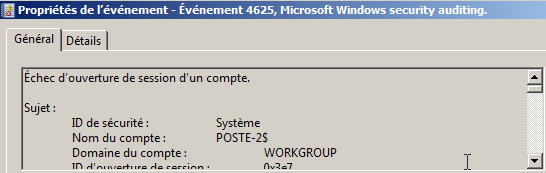 Propriétés de l'événement - Événement 4625, Microsoft Windows security auditing.
Général Détails
Échec d'ouverture de session d'un compte.
Sujet :
ID de sécurité : Système
Nom du compte : POSTE-2$
Domaine du compte : WORKGROUP
ID d'ouverture de session : 0x3e7